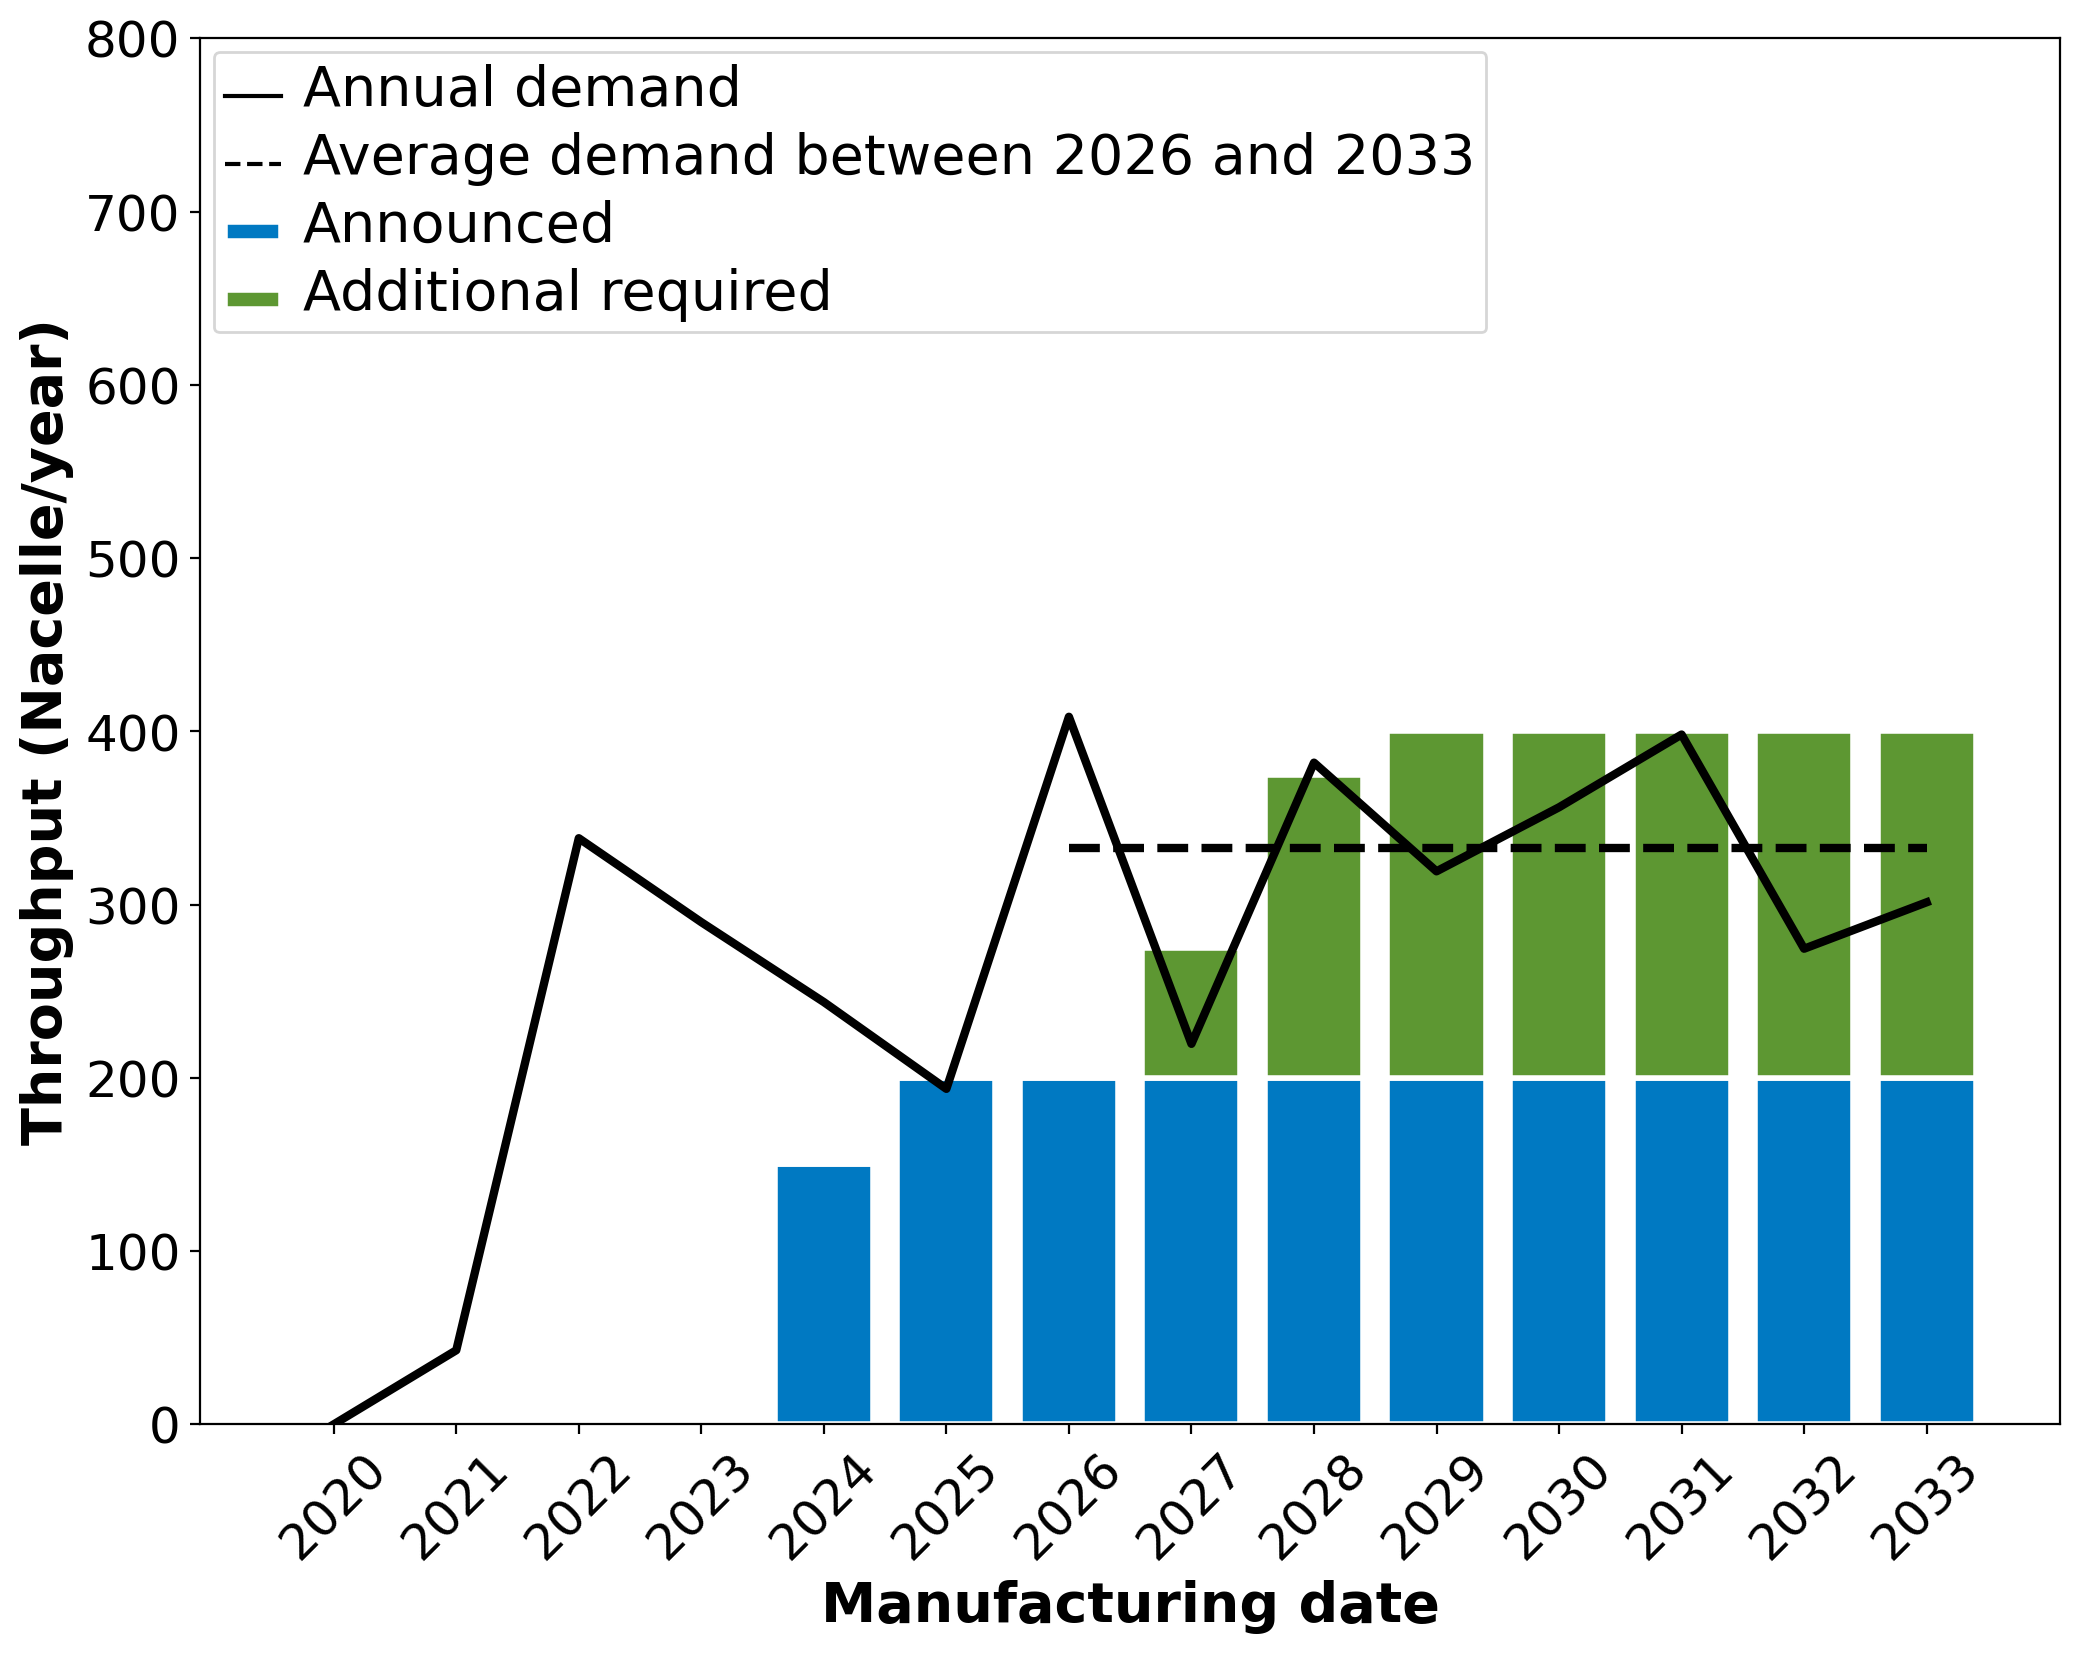 Annual demand
Average demand between 2026 and 2033
Announced
Additional required
Throughput (Nacelle/year)
800
700
600
500
400
300
200
100
0
2020 2021 2022 2023 2024 2025 2026 2027 2028 2029 2030 2031 2032 2033
Manufacturing date